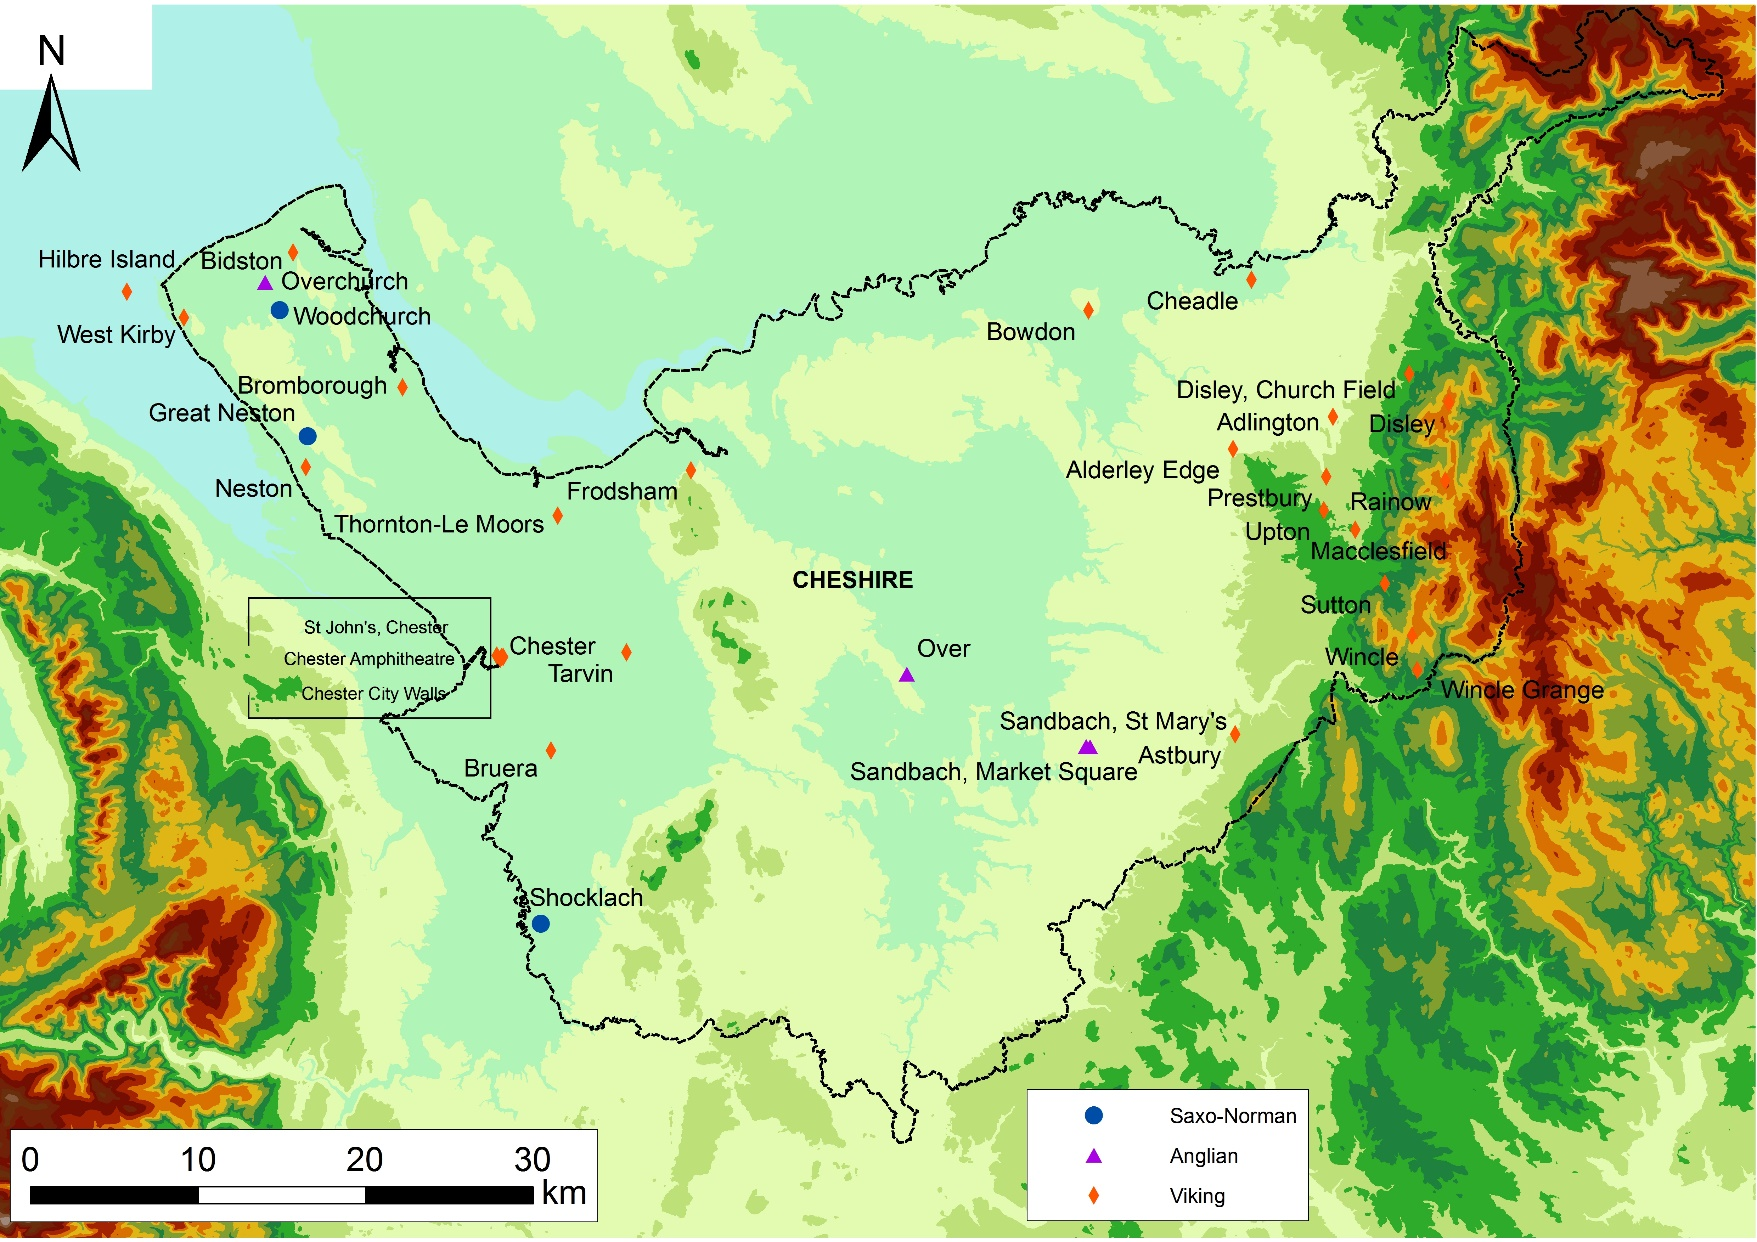 N
Hilbre Island
Bidston
Overchurch
Woodchurch
West Kirby
Bromborough
Great Neston
Neston
Thornton-Le Moors
Frodsham
Bowdon
Cheadle
Disley, Church Field
Adlington
Disley
Alderley Edge
Prestbury
Rainow
Upton
Macclesfield
CHESHIRE
Sutton
St John's, Chester
Chester
Chester Amphitheatre
Tarvin
Over
Wincle
Chester City Walls
Wincle Grange
Sandbach, St Mary's
Astbury
Bruera
Sandbach, Market Square
Shocklach
0 10 20 30
km
Saxo-Norman
Anglian
Viking